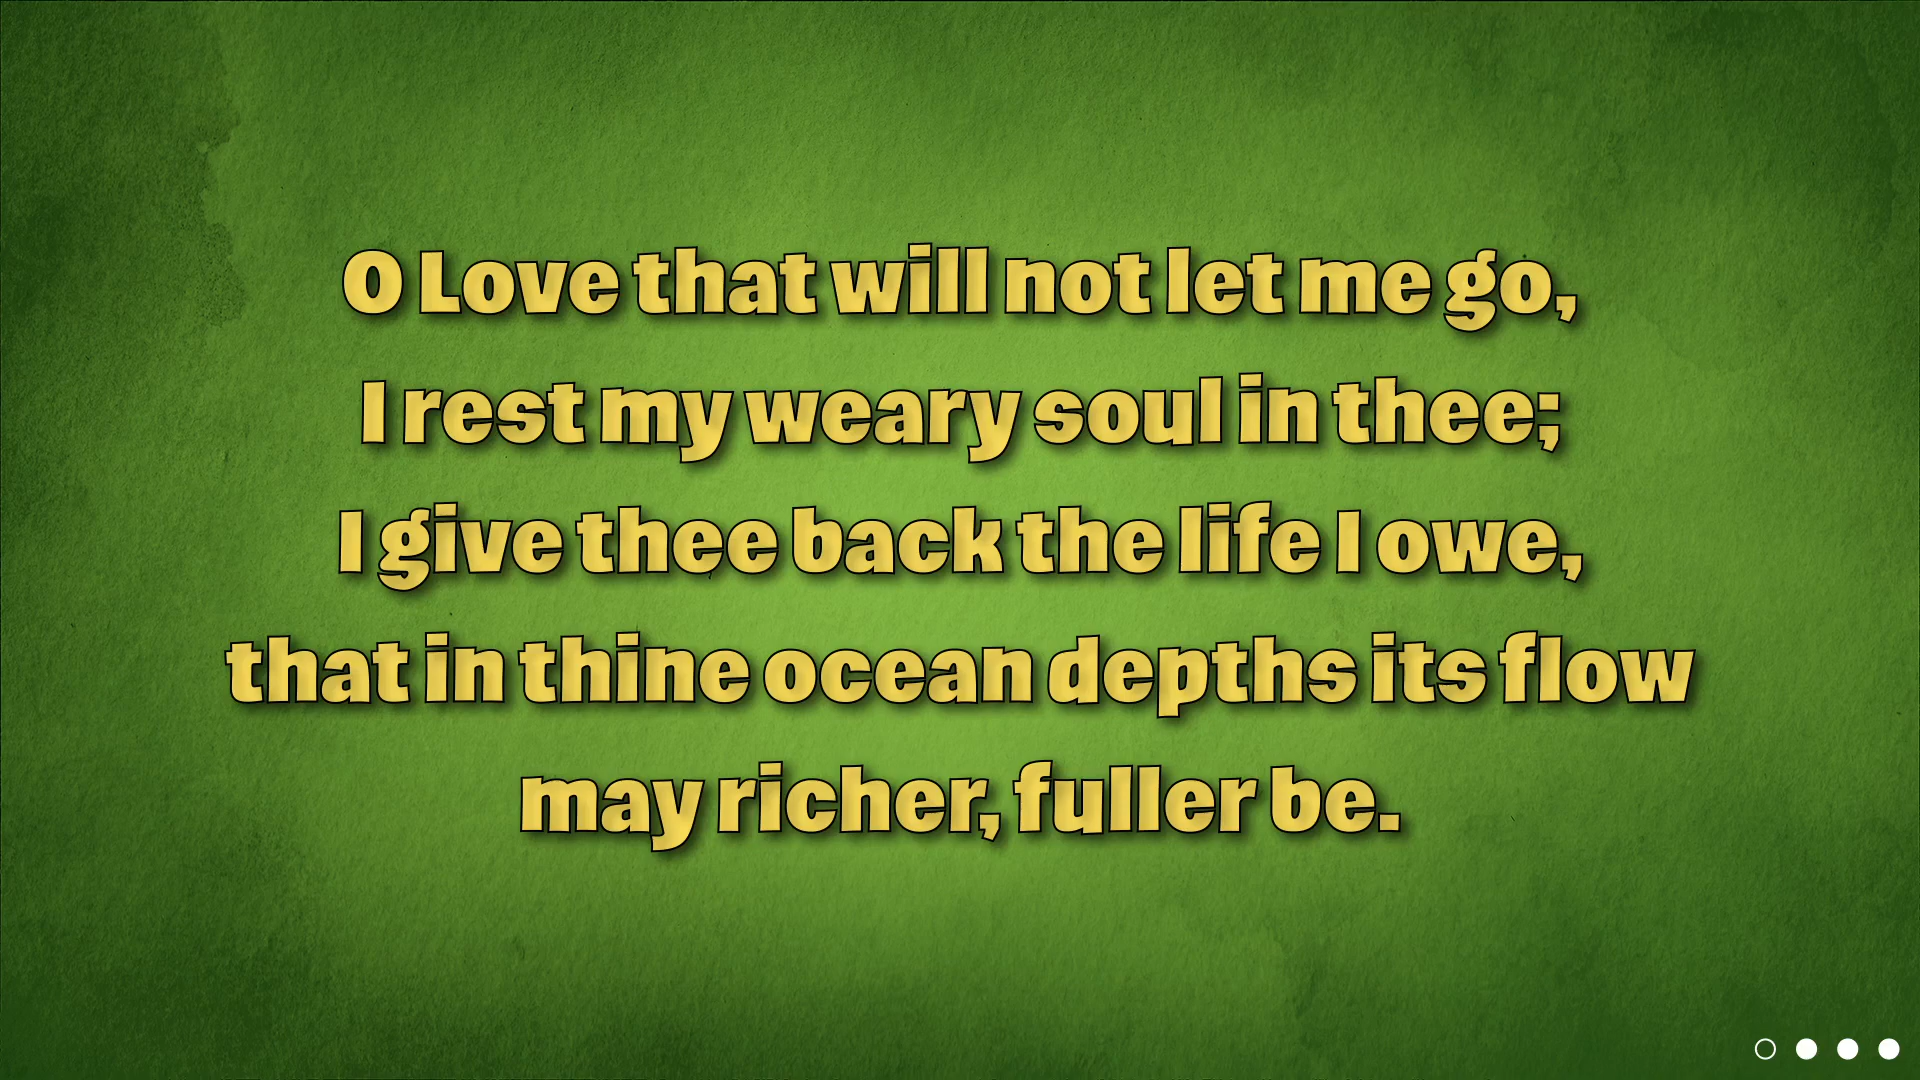 O Love that will not let me go,
I rest my weary soul in thee;
I give thee back the life I owe,
that in thine ocean depths its flow
may richer, fuller be.